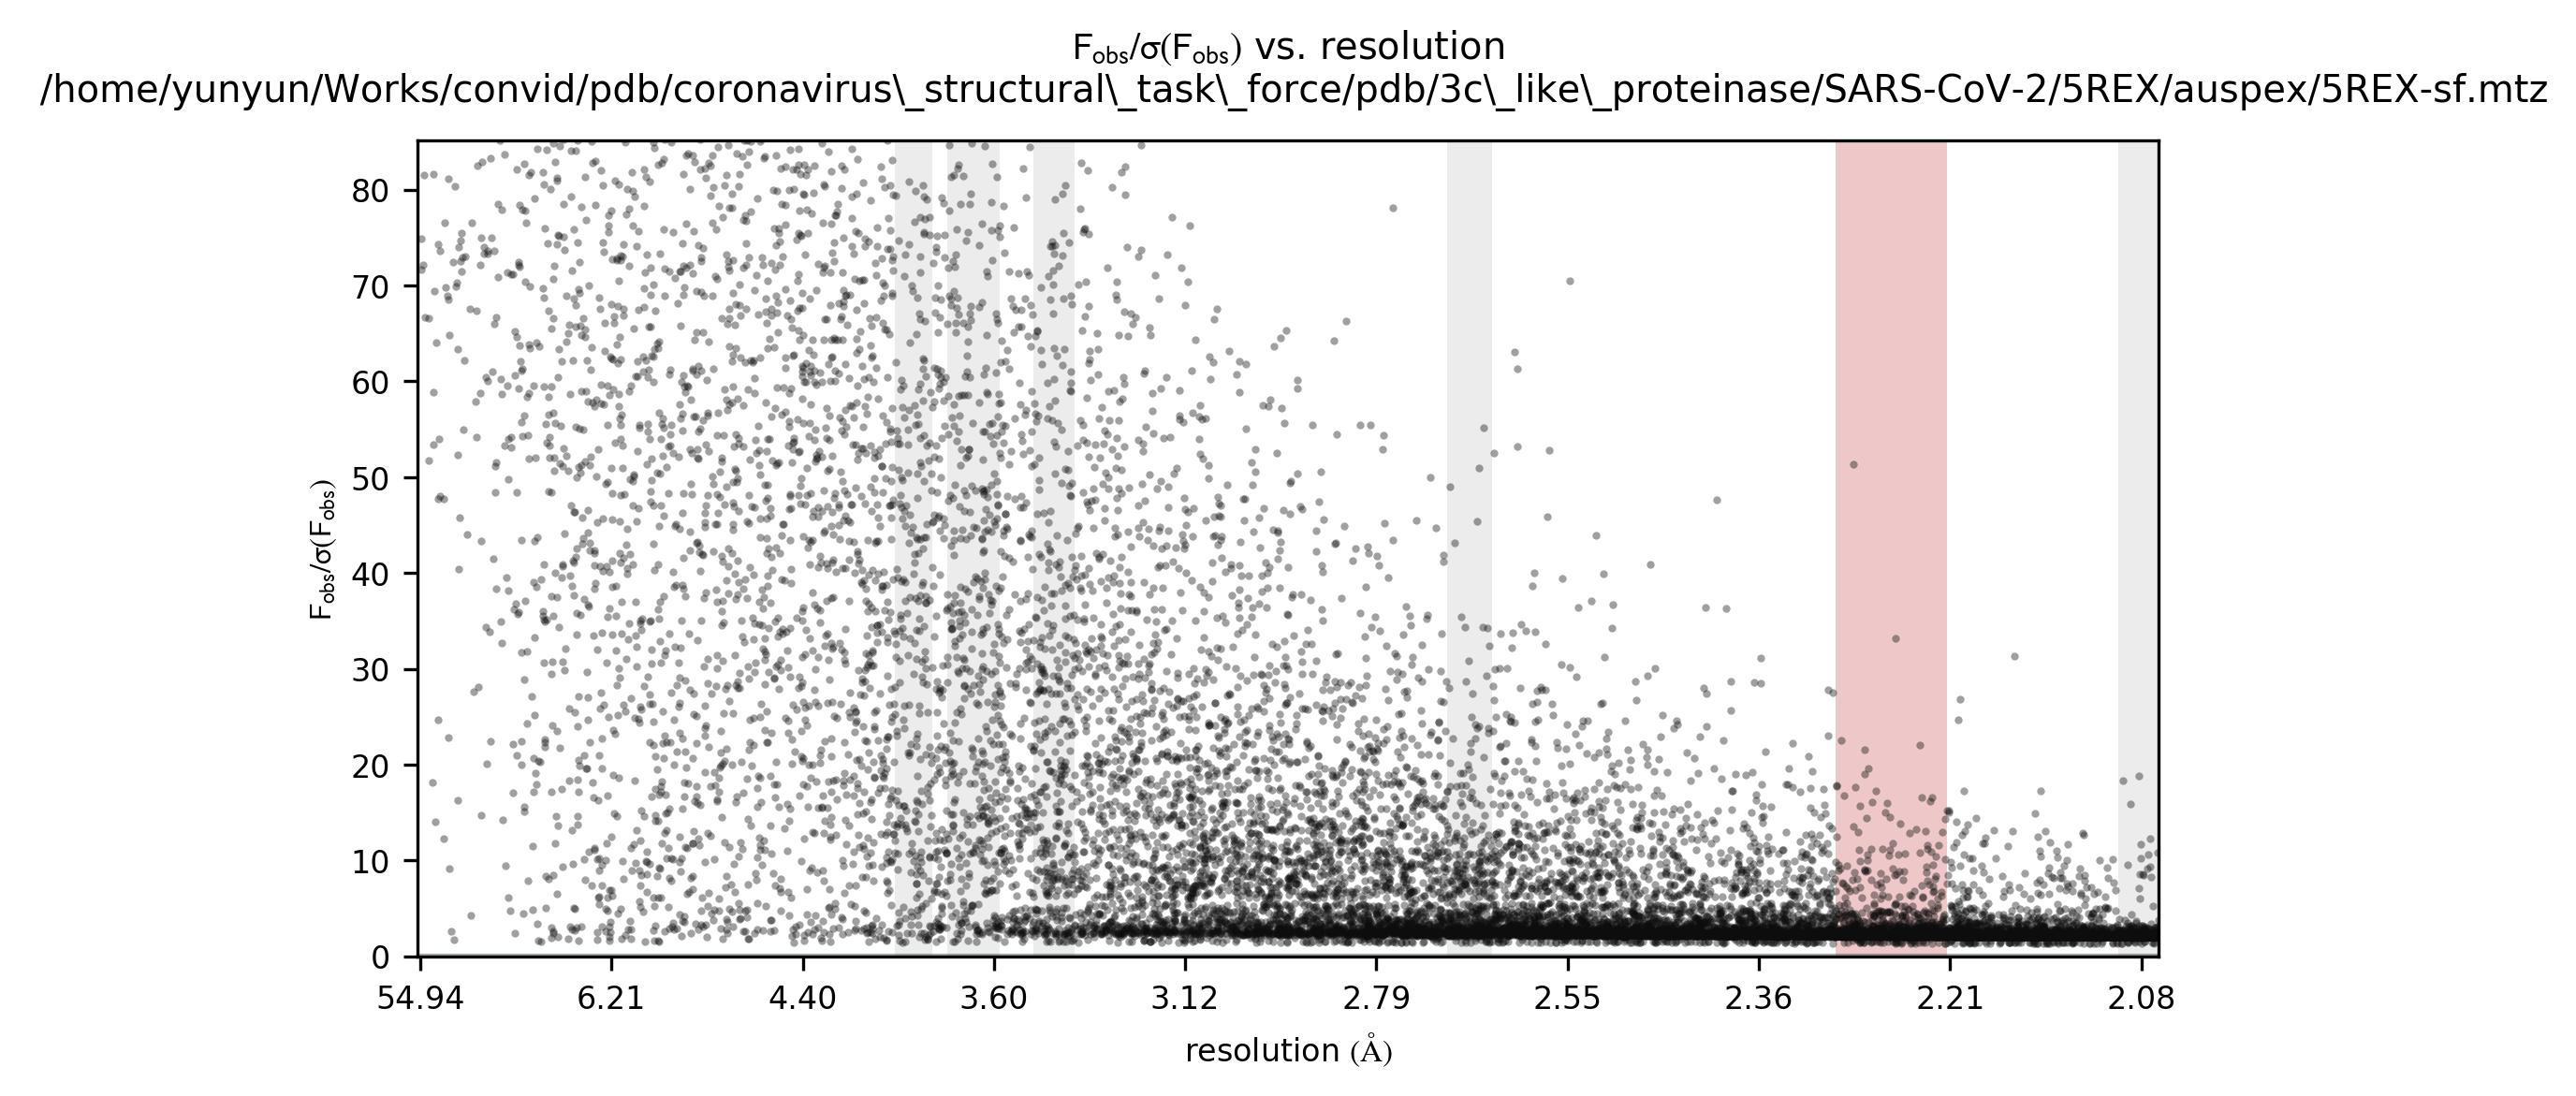 Fobs/σ(Fobs) vs. resolution
/home/yunyun/Works/convid/pdb/coronavirus\_structural\_task\_force/pdb/3c\_like\_proteinase/SARS-CoV-2/5REX/auspex/5REX-sf.mtz
Fobs/σ(Fobs)
80
70
60
50
40
30
20
10
0
54.94 6.21 4.40 3.60 3.12 2.79 2.55 2.36 2.21 2.08
resolution (Å)